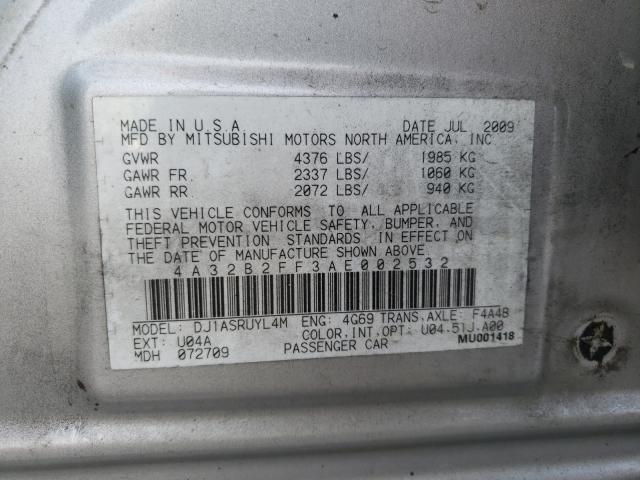 MADE IN U.S.A. DATE JUL 2009
MFD BY MITSUBISHI MOTORS NORTH AMERICA, INC
GVWR 4376 LBS/ 1985 KG
GAWR FR. 2337 LBS/ 1060 KG
GAWR RR. 2072 LBS/ 940 KG
THIS VEHICLE CONFORMS TO ALL APPLICABLE
FEDERAL MOTOR VEHICLE SAFETY, BUMPER, AND
THEFT PREVENTION STANDARDS IN EFFECT ON
THE DATE OF MANUFACTURE SHOWN ABOVE.
4A32B2FF3AE002532
MODEL: DJ1ASRUYL4M ENG: 4G69 TRANS,AXLE: F4A4B
EXT: U04A COLOR,INT,OPT: U04,51J,A00
MDH 072709 PASSENGER CAR MU001418